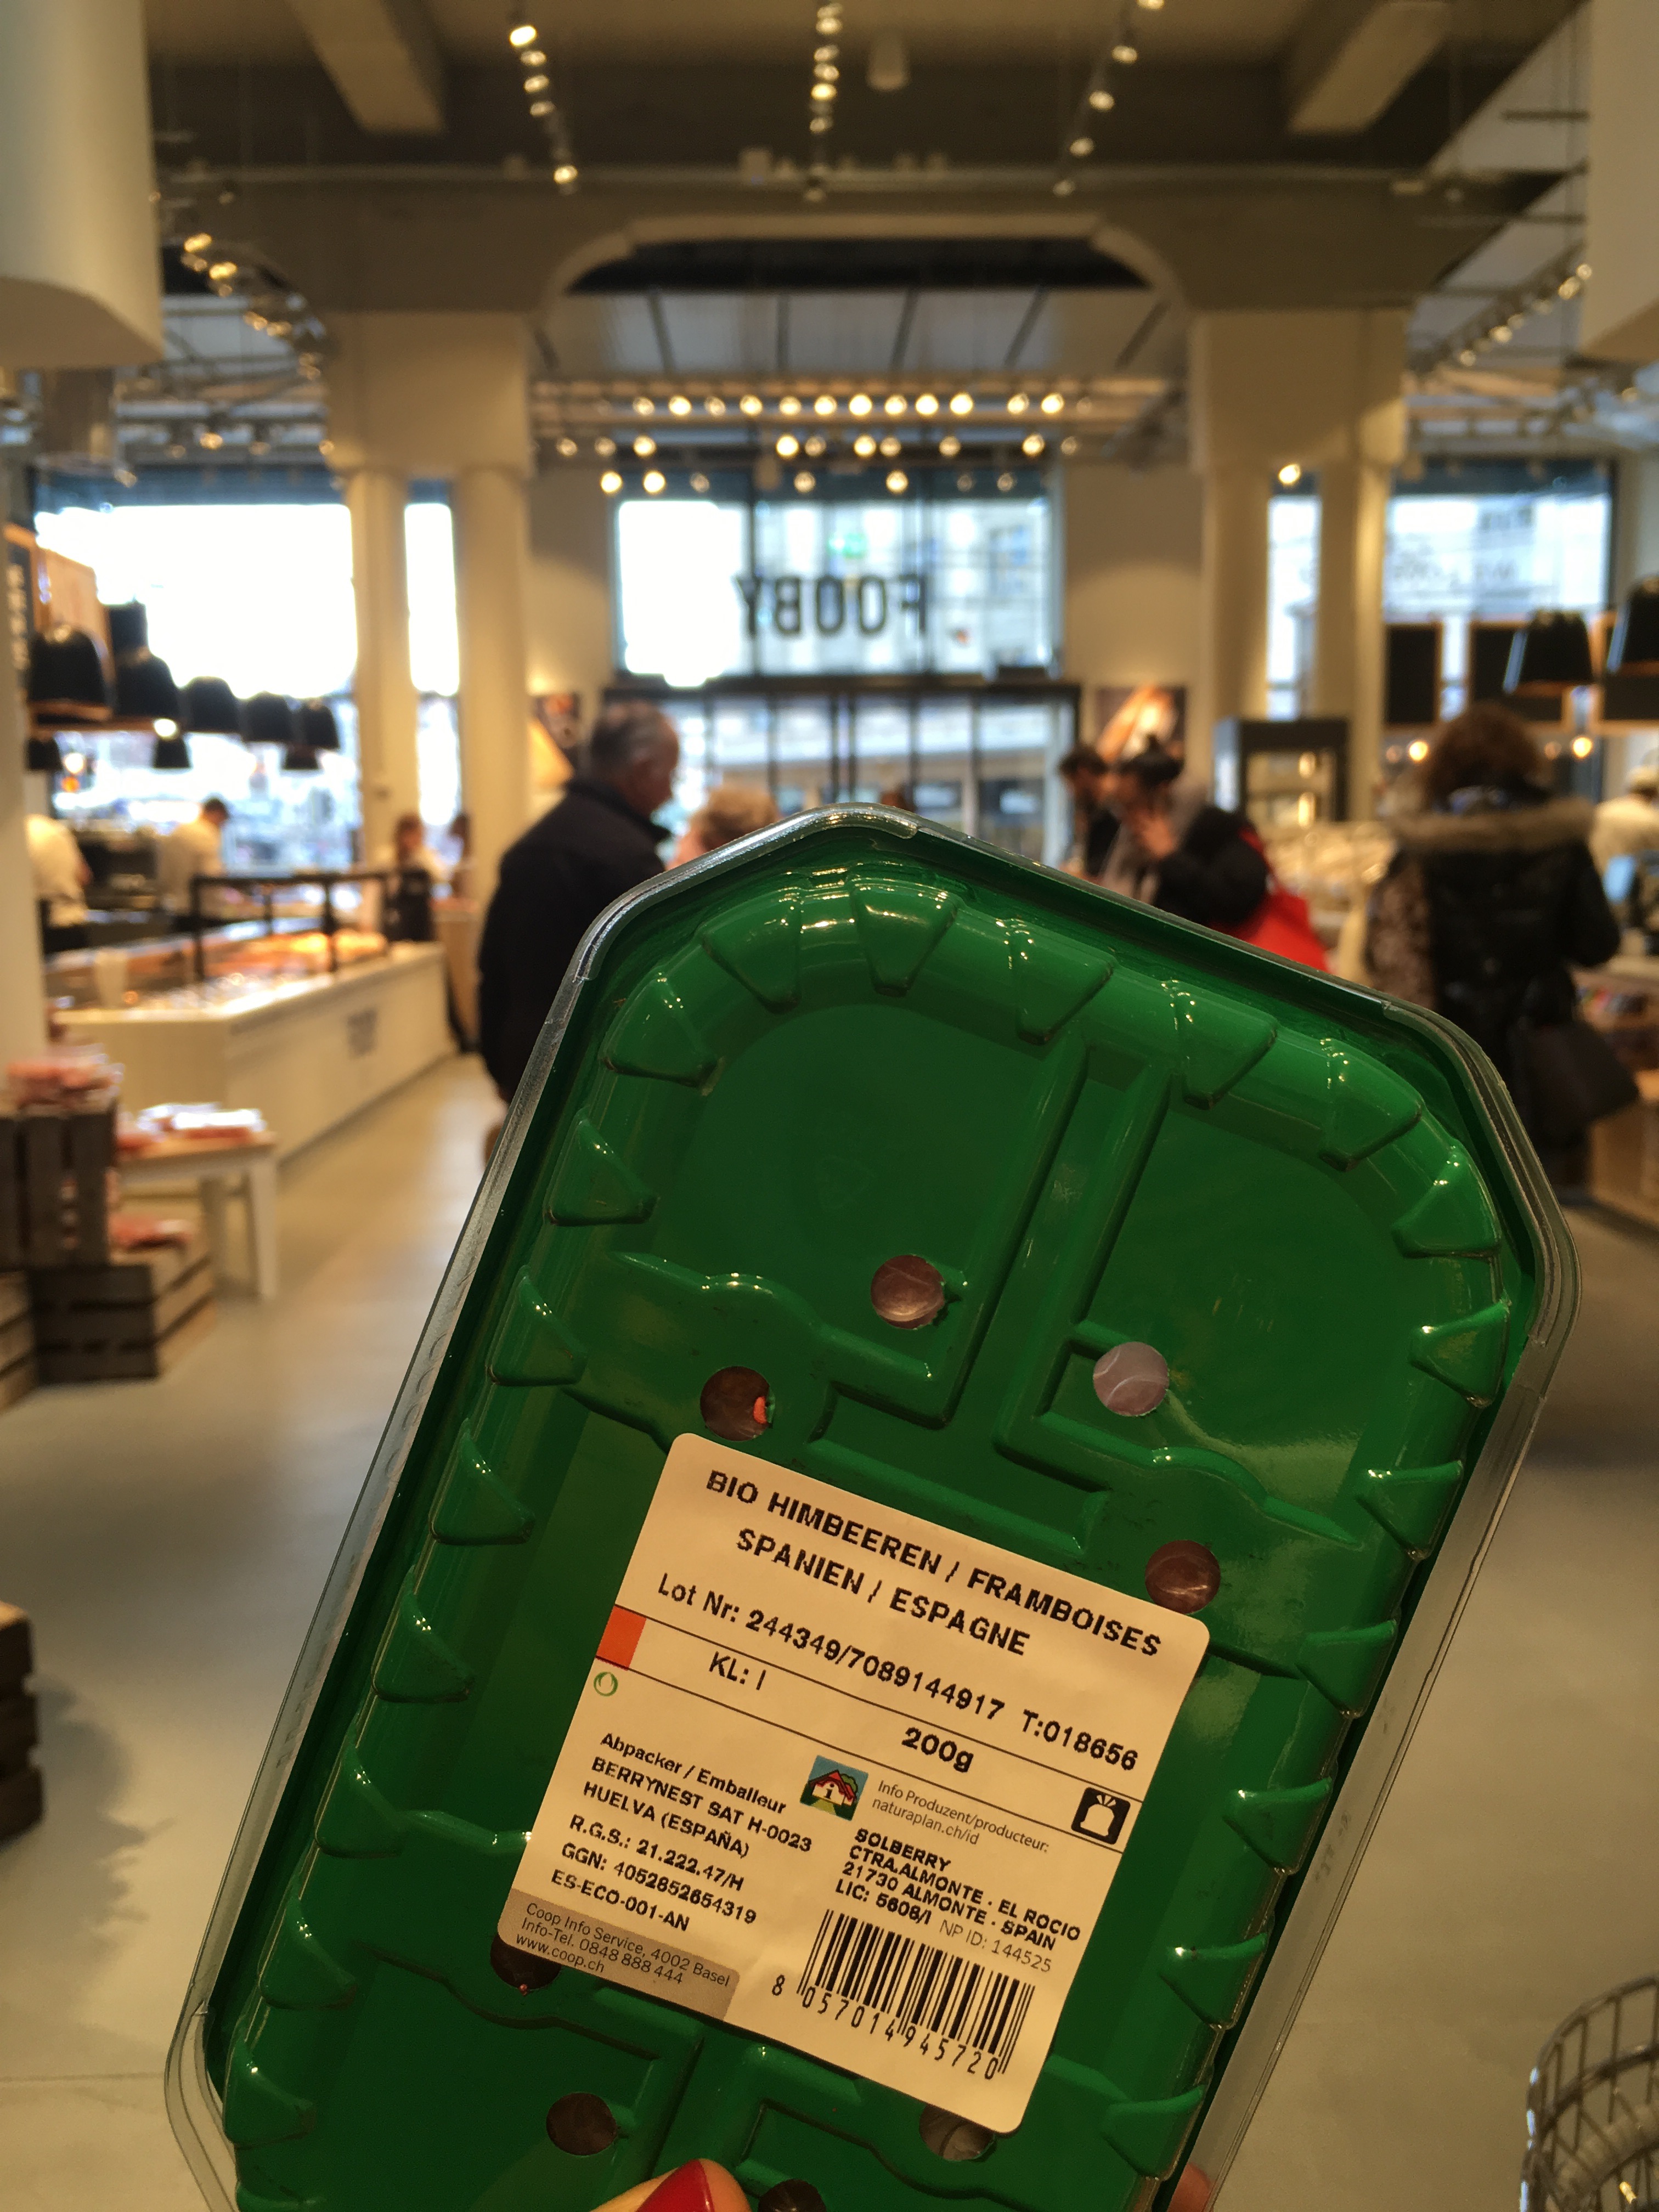 FOOBY
BIO HIMBEEREN / FRAMBOISES
SPANIEN / ESPAGNE
Lot Nr: 244349/7089144917 T:018656
KL: I
200g
Abpacker / Emballeur
BERRYNEST SAT H-0023
HUELVA (ESPAÑA)
R.G.S.: 21.222.47/H
GGN: 4052852654319
ES-ECO-001-AN
i
Info Produzent/producteur:
naturaplan.ch/id
SOLBERRY
CTRA.ALMONTE - EL ROCIO
21730 ALMONTE - SPAIN
LIC: 5608/1 NP ID: 144525
Coop Info Service, 4002 Basel
Info-Tel. 0848 888 444
www.coop.ch
8 057014 945720